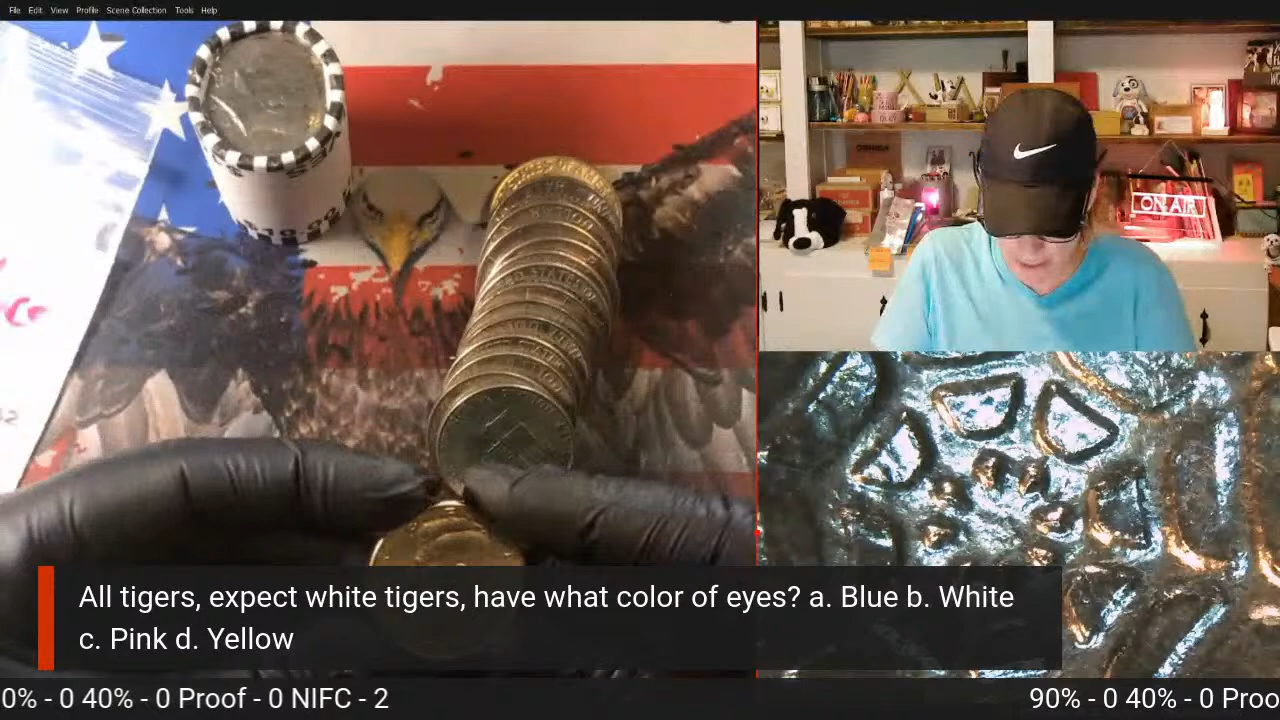 File Edit View Profile Scene Collection Tools Help
ON AIR
All tigers, expect white tigers, have what color of eyes? a. Blue b. White
c. Pink d. Yellow
0% - 0 40% - 0 Proof - 0 NIFC - 2
90% - 0 40% - 0 Proo